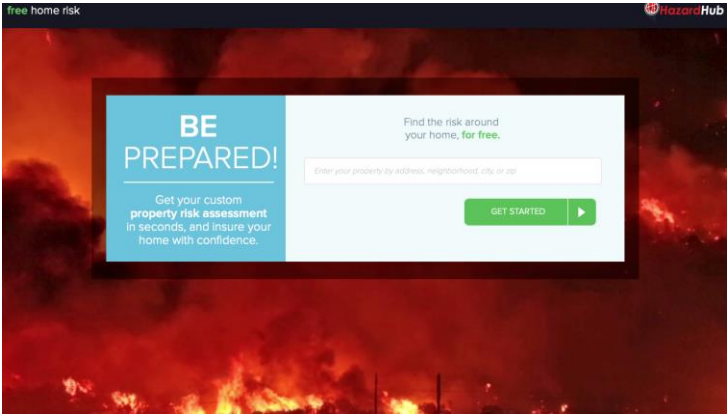 free home risk
HazardHub
BE
PREPARED!
Get your custom
property risk assessment
in seconds, and insure your
home with confidence.
Find the risk around
your home, for free.
Enter your property by address, neighborhood, city, or zip
GET STARTED